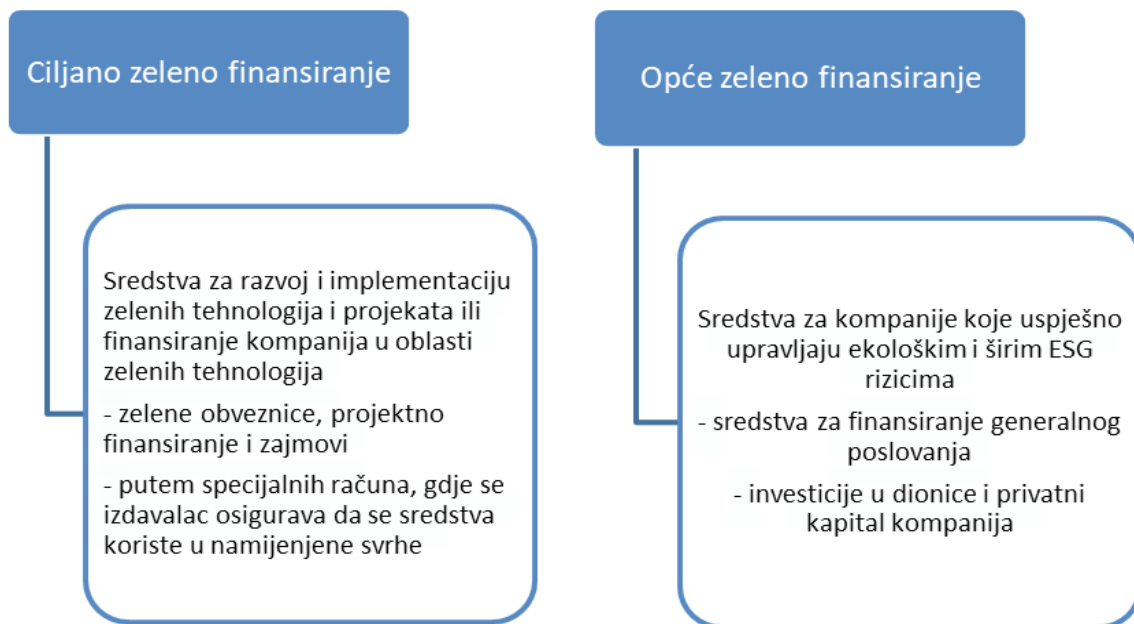 Ciljano zeleno finansiranje
Sredstva za razvoj i implementaciju
zelenih tehnologija i projekata ili
finansiranje kompanija u oblasti
zelenih tehnologija
- zelene obveznice, projektno
finansiranje i zajmovi
- putem specijalnih računa, gdje se
izdavalac osigurava da se sredstva
koriste u namijenjene svrhe
Opće zeleno finansiranje
Sredstva za kompanije koje uspješno
upravljaju ekološkim i širim ESG
rizicima
- sredstva za finansiranje generalnog
poslovanja
- investicije u dionice i privatni
kapital kompanija